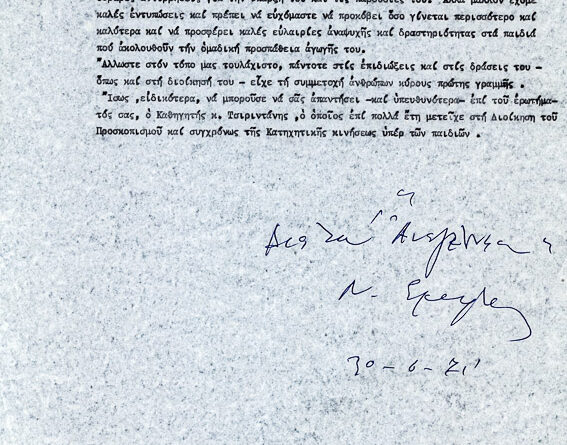 καλές ἐντυπώσεις καί πρέπει νά εὐχόμαστε νά προκόβει ὅσο γίνεται περισσότερο καί
καλύτερα καί νά προσφέρει καλές εὐκαιρίες ἀναψυχῆς καί δραστηριότητας στά παιδιά
πού ἀκολουθοῦν τήν ὁμαδική προσπάθεια ἀγωγῆς του.
Ἄλλωστε στόν τόπο μας τουλάχιστο, πάντοτε στίς ἐπιδιώξεις καί στίς δράσεις του -
ὅπως καί στή διοίκησή του - εἶχε τή συμμετοχή ἀνθρώπων κύρους πρώτης γραμμῆς.
Ἴσως ,εἰδικότερα, νά μποροῦσε νά σᾶς ἀπαντήσει -καί ὑπευθυνότερα- ἐπί τοῦ ἐρωτήμα-
τός σας, ὁ Καθηγητής κ. Τσιριντάνης ,ὁ ὁποῖος ἐπί πολλά ἔτη μετεῖχε στή Διοίκηση τοῦ
Προσκοπισμοῦ καί συγχρόνως τῆς Κατηχητικῆς κινήσεως ὑπέρ τῶν παιδιῶν .
Ν.
30-6-71